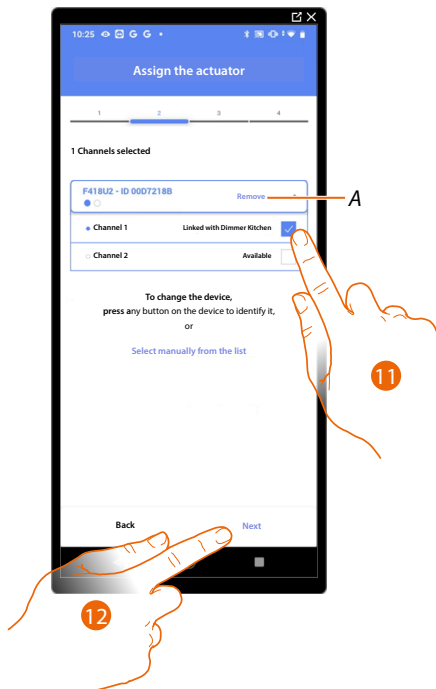 10:25 G G
Assign the actuator
1 2 3 4
1 Channels selected
F418U2 - ID 00D7218B
Remove
A
Channel 1 Linked with Dimmer Kitchen
Channel 2 Available
To change the device,
press any button on the device to identify it,
or
Select manually from the list
11
Back Next
12